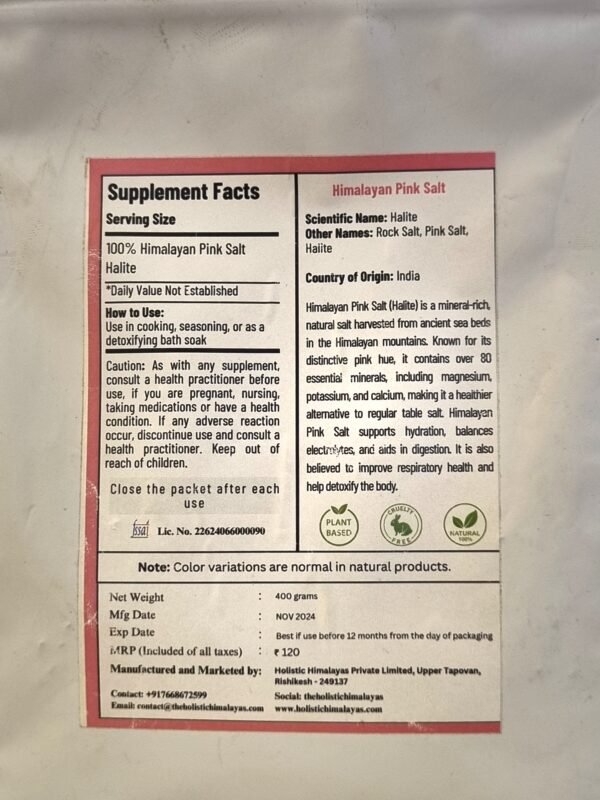 Supplement Facts
Serving Size
100% Himalayan Pink Salt
Halite
*Daily Value Not Established
How to Use:
Use in cooking, seasoning, or as a
detoxifying bath soak
Caution: As with any supplement,
consult a health practitioner before
use, if you are pregnant, nursing,
taking medications or have a health
condition. If any adverse reaction
occur, discontinue use and consult a
health practitioner. Keep out of
reach of children.
Close the packet after each
use
fssai Lic. No. 22624066000090
Himalayan Pink Salt
Scientific Name: Halite
Other Names: Rock Salt, Pink Salt,
Halite
Country of Origin: India
Himalayan Pink Salt (Halite) is a mineral-rich,
natural salt harvested from ancient sea beds
in the Himalayan mountains. Known for its
distinctive pink hue, it contains over 80
essential minerals, including magnesium,
potassium, and calcium, making it a healthier
alternative to regular table salt. Himalayan
Pink Salt supports hydration, balances
electrolytes, and aids in digestion. It is also
believed to improve respiratory health and
help detoxify the body.
PLANT
BASED
CRUELTY
FREE
NATURAL
100%
Note: Color variations are normal in natural products.
Net Weight : 400 grams
Mfg Date : NOV 2024
Exp Date : Best if use before 12 months from the day of packaging
MRP (Included of all taxes) : ₹ 120
Manufactured and Marketed by: Holistic Himalayas Private Limited, Upper Tapovan,
Rishikesh - 249137
Contact: +917668672599 Social: theholistichimalayas
Email: contact@theholistichimalayas.com www.holistichimalayas.com